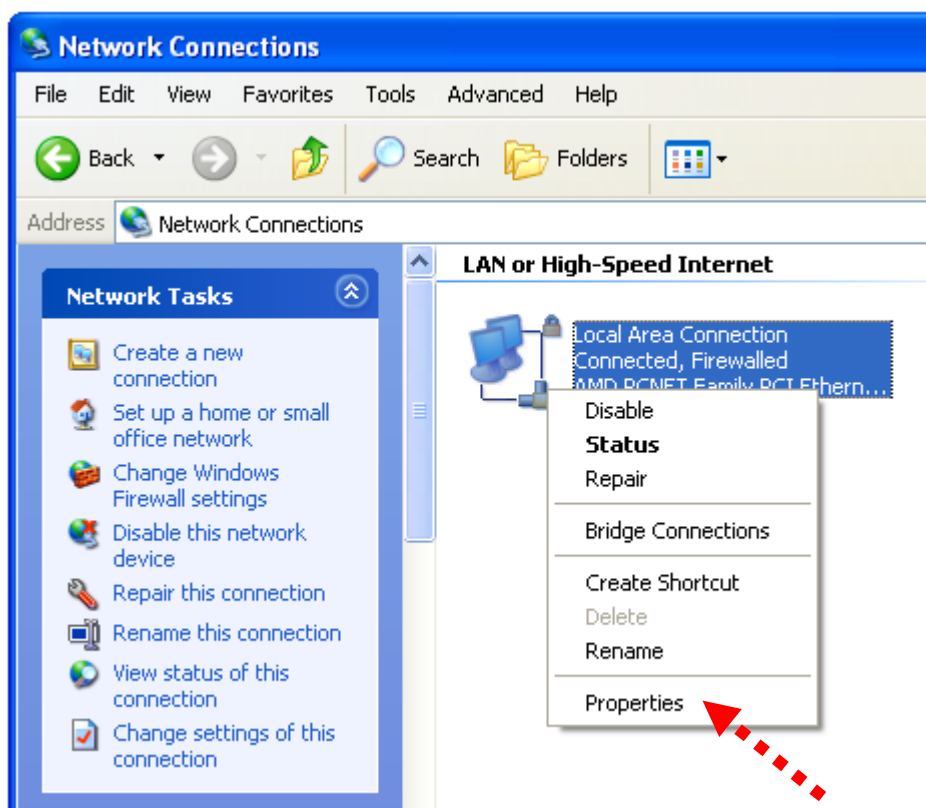 Network Connections
File Edit View Favorites Tools Advanced Help
Back Search Folders
Address Network Connections
Network Tasks
Create a new
connection
Set up a home or small
office network
Change Windows
Firewall settings
Disable this network
device
Repair this connection
Rename this connection
View status of this
connection
Change settings of this
connection
LAN or High-Speed Internet
Local Area Connection
Connected, Firewalled
AMD PCNET Family PCI Ethern...
Disable
Status
Repair
Bridge Connections
Create Shortcut
Delete
Rename
Properties